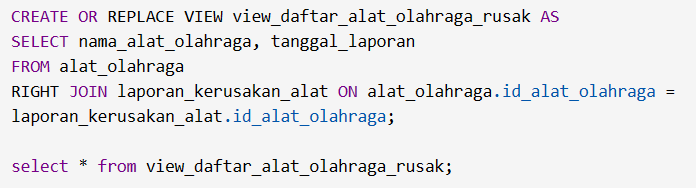 CREATE OR REPLACE VIEW view_daftar_alat_olahraga_rusak AS
SELECT nama_alat_olahraga, tanggal_laporan
FROM alat_olahraga
RIGHT JOIN laporan_kerusakan_alat ON alat_olahraga.id_alat_olahraga =
laporan_kerusakan_alat.id_alat_olahraga;
select * from view_daftar_alat_olahraga_rusak;